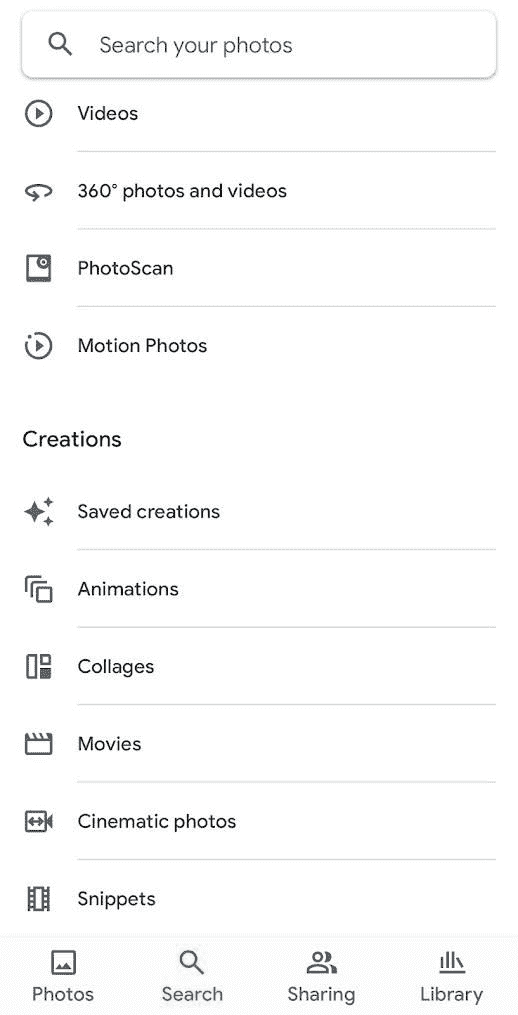 Search your photos
Videos
360° photos and videos
PhotoScan
Motion Photos
Creations
Saved creations
Animations
Collages
Movies
Cinematic photos
Snippets
Photos Search Sharing Library